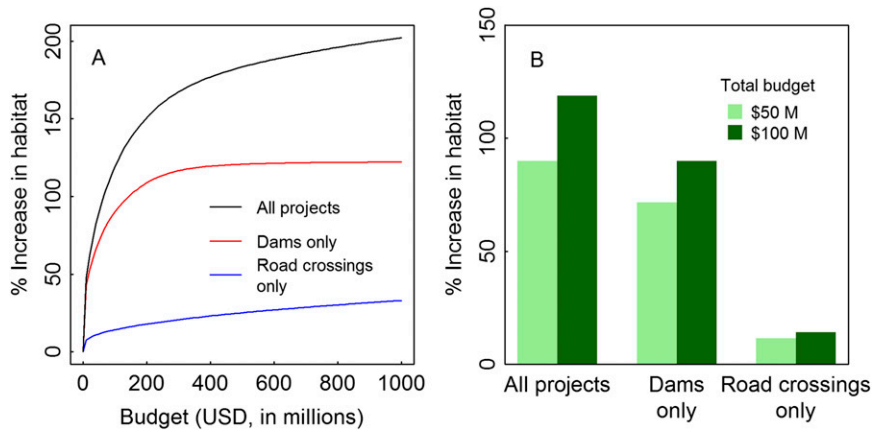 A
% Increase in habitat
200
150
100
50
0
All projects
Dams only
Road crossings
only
0 200 400 600 800 1000
Budget (USD, in millions)
B
% Increase in habitat
150
100
50
0
Total budget
$50 M
$100 M
All projects Dams Road crossings
only only